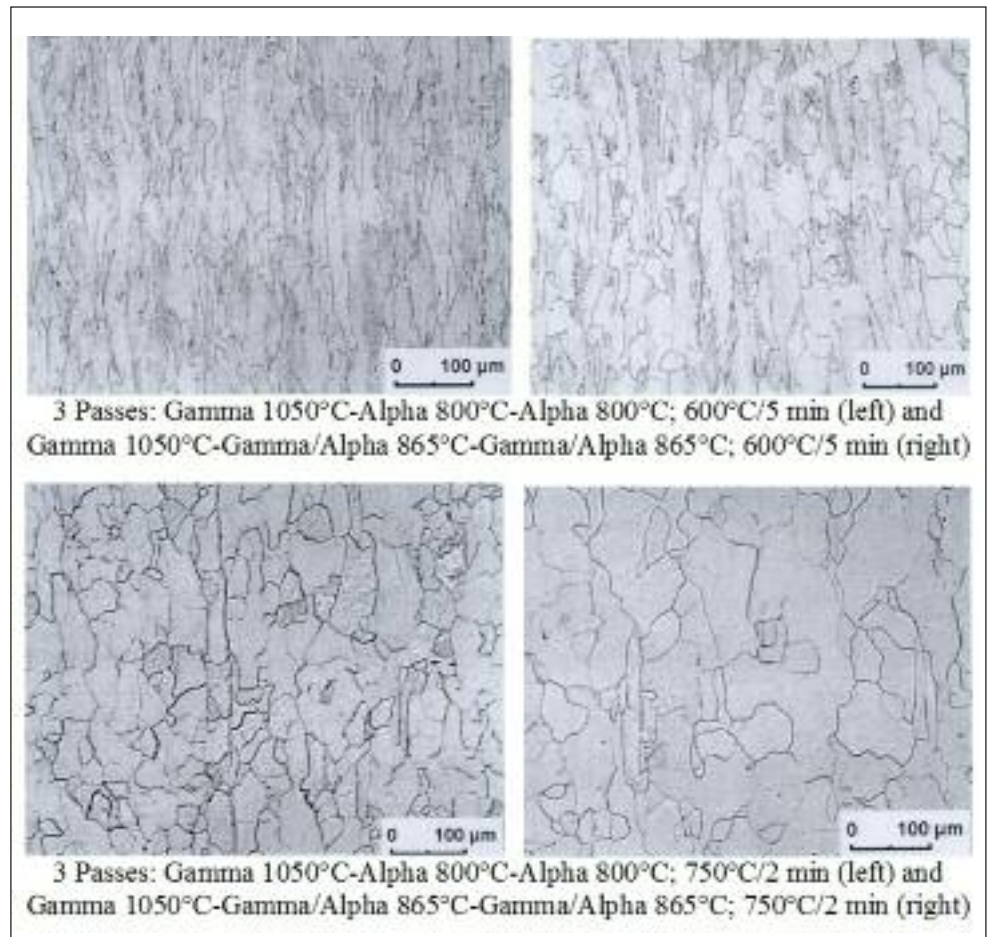 0 100 µm
0 100 µm
3 Passes: Gamma 1050°C-Alpha 800°C-Alpha 800°C; 600°C/5 min (left) and
Gamma 1050°C-Gamma/Alpha 865°C-Gamma/Alpha 865°C; 600°C/5 min (right)
0 100 µm
0 100 µm
3 Passes: Gamma 1050°C-Alpha 800°C-Alpha 800°C; 750°C/2 min (left) and
Gamma 1050°C-Gamma/Alpha 865°C-Gamma/Alpha 865°C; 750°C/2 min (right)